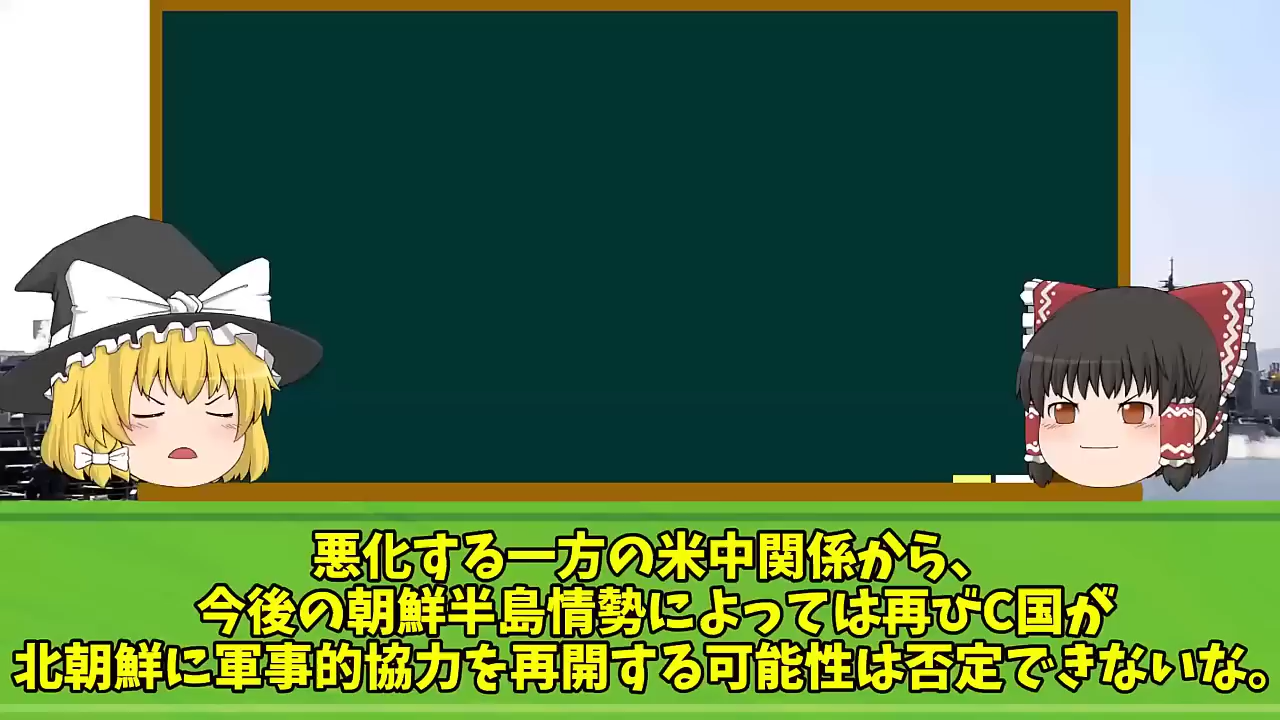 悪化する一方の米中関係から、
今後の朝鮮半島情勢によっては再びC国が
北朝鮮に軍事的協力を再開する可能性は否定できないな。